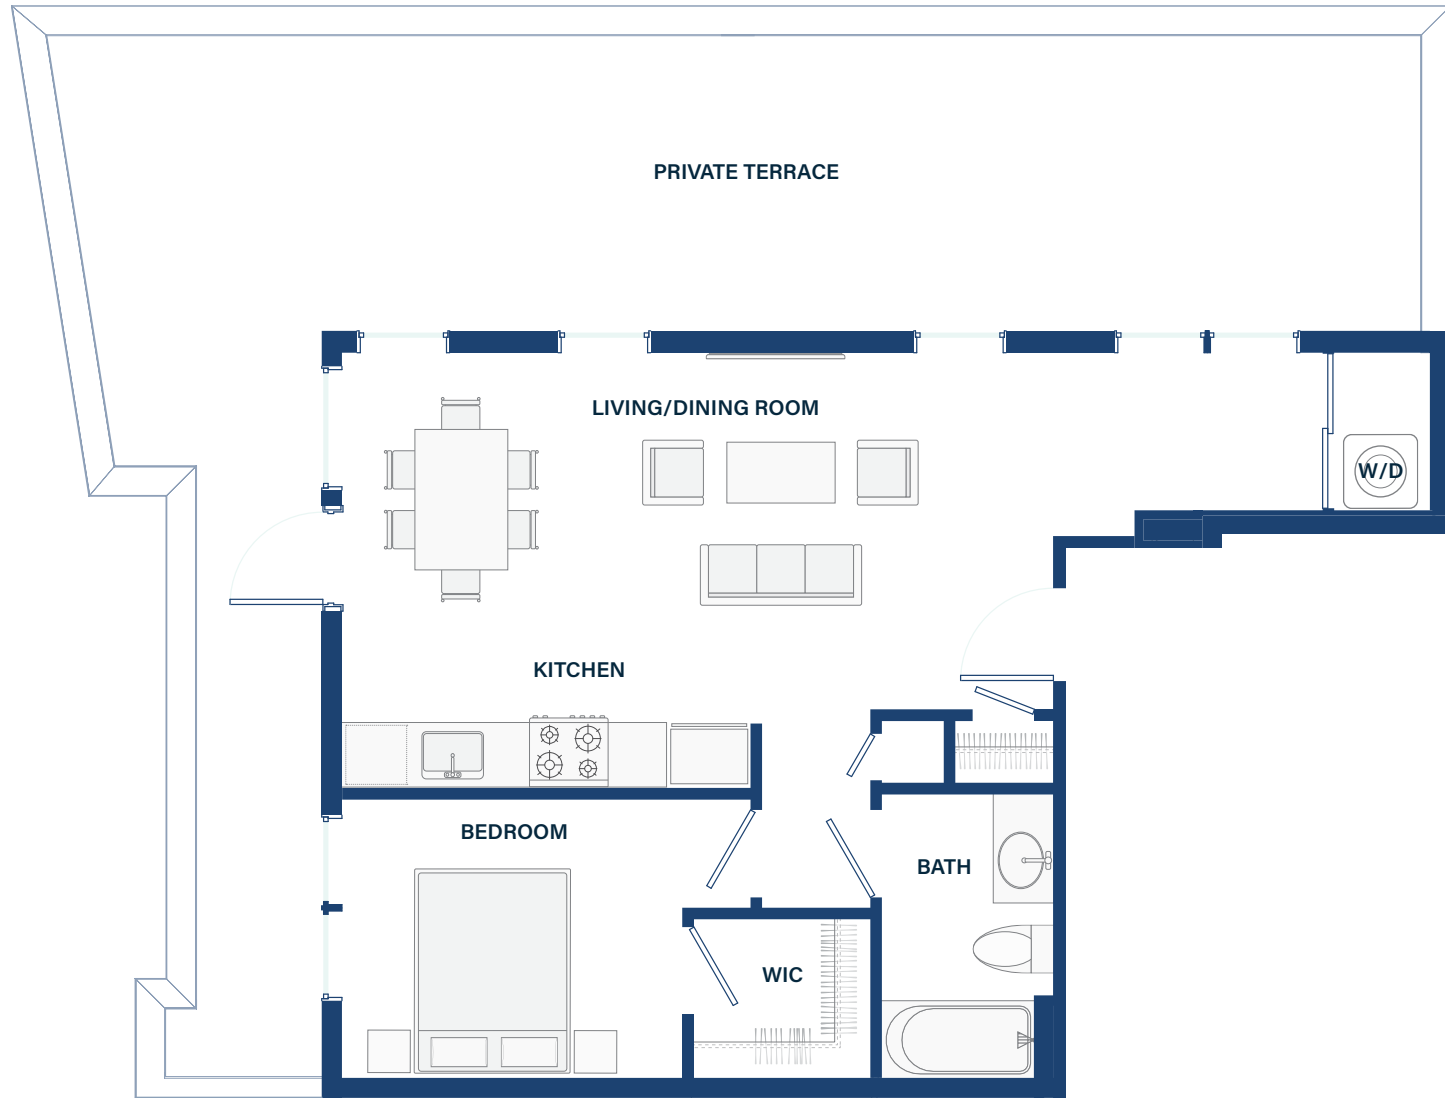 PRIVATE TERRACE
LIVING/DINING ROOM
W/D
KITCHEN
BEDROOM
BATH
WIC